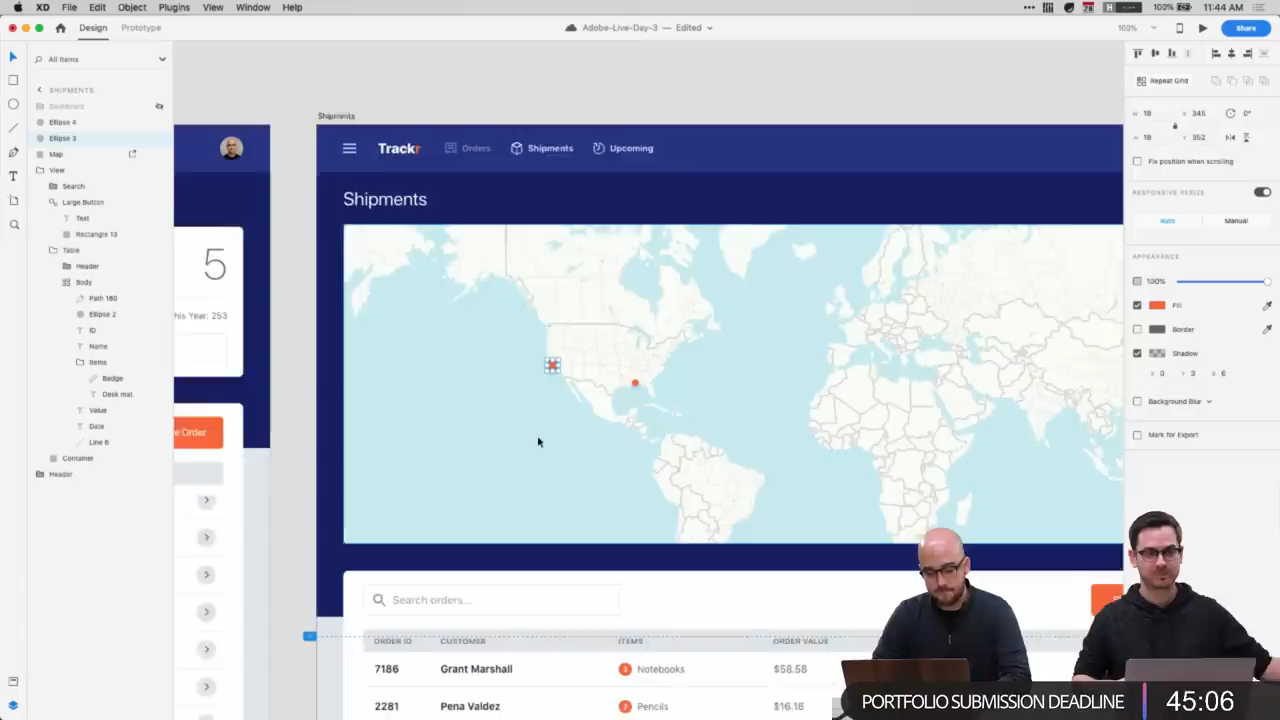 XD File Edit Object Plugins View Window Help
100% 11:44 AM
Design Prototype
Adobe-Live-Day-3 — Edited
100%
Share
All Items
SHIPMENTS
Dashboard
Ellipse 4
Ellipse 3
Map
View
Search
Large Button
Text
Rectangle 13
Table
Header
Body
Path 180
Ellipse 2
ID
Name
Items
Badge
Desk mat
Value
Date
Line 6
Container
Header
5
his Year: 253
e Order
Shipments
Trackr Orders Shipments Upcoming
Shipments
Search orders...
ORDER ID CUSTOMER ITEMS ORDER VALUE
7186 Grant Marshall Notebooks $58.58
2281 Pena Valdez Pencils $16.16
Repeat Grid
W 18 X 345 0°
H 18 Y 352
Fix position when scrolling
RESPONSIVE RESIZE
Auto Manual
APPEARANCE
100%
Fill
Border
Shadow
X 0 Y 3 B 6
Background Blur
Mark for Export
PORTFOLIO SUBMISSION DEADLINE 45:06